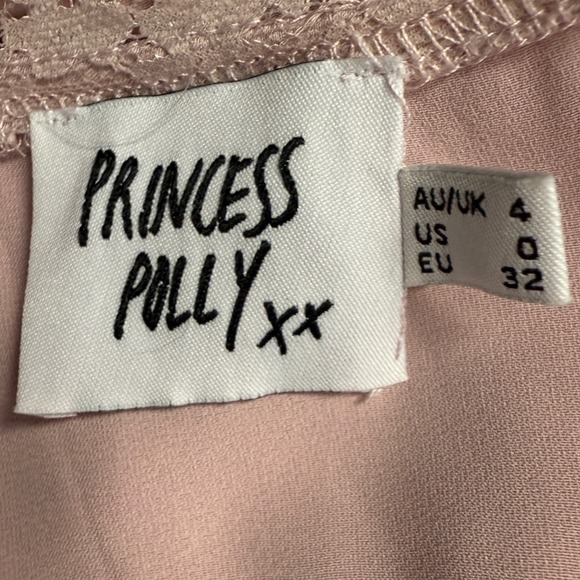 PRINCESS
POLLY xx
AU/UK 4
US 0
EU 32